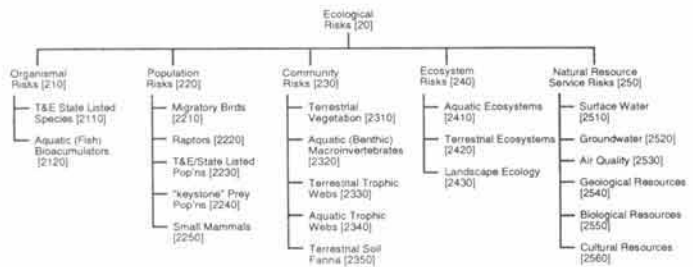 Ecological
Risks [20]
Organismal
Risks [210]
T&E State Listed
Species [2110]
Aquatic (Fish)
Bioacumulators
[2120]
Population
Risks [220]
Migratory Birds
[2210]
Raptors [2220]
T&E/State Listed
Pop'ns [2230]
"keystone" Prey
Pop'ns [2240]
Small Mammals
[2250]
Community
Risks [230]
Terrestrial
Vegetation [2310]
Aquatic (Benthic)
Macroinvertebrates
[2320]
Terrestital Trophic
Webs [2330]
Aquatic Trophic
Webs [2340]
Terrestrial Soil
Fanna [2350]
Ecosystem
Risks [240]
Aquatic Ecosystems
[2410]
Terrestrial Ecosystems
[2420]
Landscape Ecology
[2430]
Natural Resource
Service Risks [250]
Surface Water
[2510]
Groundwater [2520]
Air Quality [2530]
Geological Resources
[2540]
Biological Resources
[2550]
Cultural Resources
[2560]